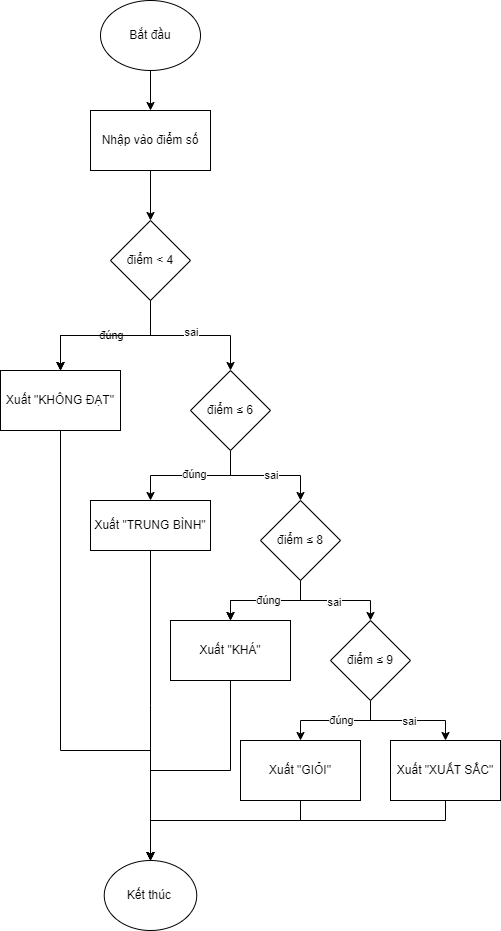 Bắt đầu
Nhập vào điểm số
điểm < 4
đúng
sai
Xuất "KHÔNG ĐẠT"
điểm ≤ 6
đúng
sai
Xuất "TRUNG BÌNH"
điểm ≤ 8
đúng
sai
Xuất "KHÁ"
điểm ≤ 9
đúng
sai
Xuất "GIỎI"
Xuất "XUẤT SẮC"
Kết thúc